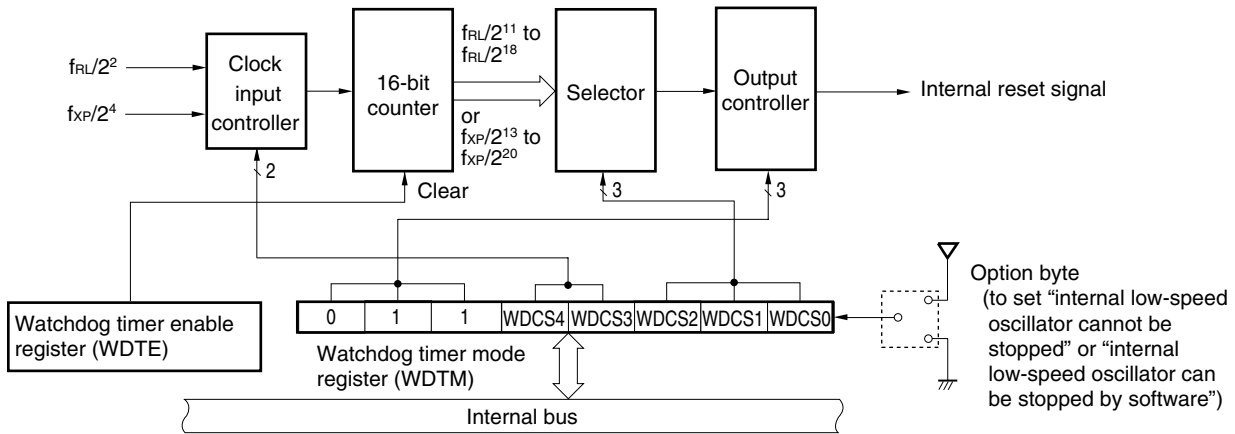 fRL/2²
fXP/2⁴
Clock
input
controller
2
16-bit
counter
Clear
fRL/2¹¹ to
fRL/2¹⁸
or
fXP/2¹³ to
fXP/2²⁰
Selector
3
Output
controller
3
Internal reset signal
Watchdog timer enable
register (WDTE)
0 1 1 WDCS4 WDCS3 WDCS2 WDCS1 WDCS0
Watchdog timer mode
register (WDTM)
Option byte
(to set “internal low-speed
oscillator cannot be
stopped” or “internal
low-speed oscillator can
be stopped by software”)
Internal bus